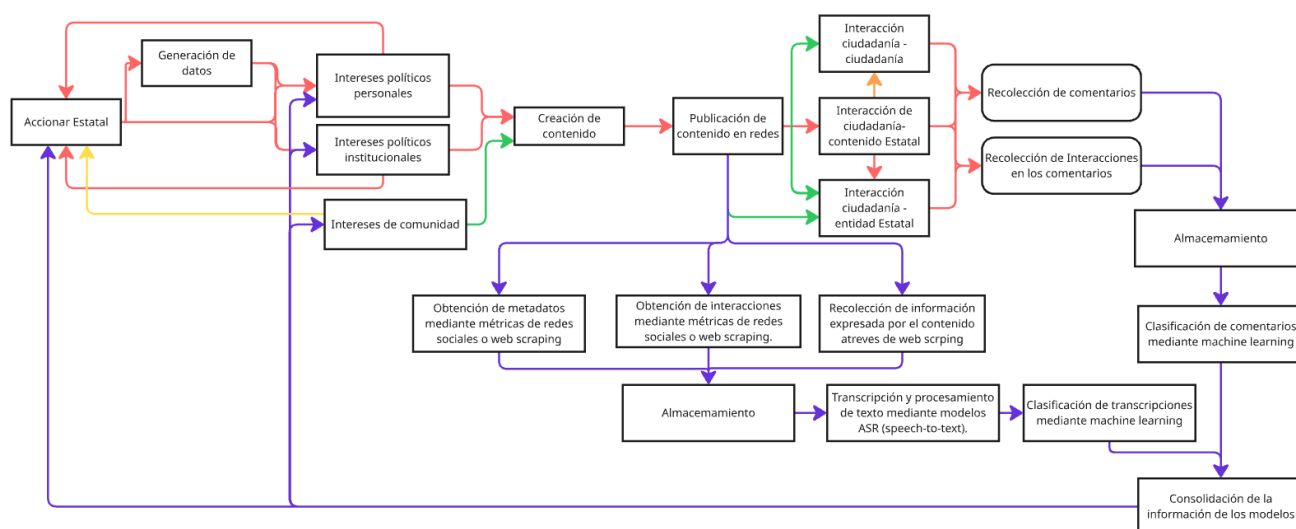 Accionar Estatal
Generación de
datos
Intereses políticos
personales
Intereses políticos
institucionales
Intereses de comunidad
Creación de
contenido
Publicación de
contenido en redes
Interacción
ciudadanía -
ciudadanía
Interacción de
ciudadanía-
contenido Estatal
Interacción
ciudadanía -
entidad Estatal
Recolección de comentarios
Recolección de Interacciones
en los comentarios
Almacemamiento
Clasificación de comentarios
mediante machine learning
Obtención de metadatos
mediante métricas de redes
sociales o web scraping
Obtención de interacciones
mediante métricas de redes
sociales o web scraping.
Recolección de información
expresada por el contenido
atreves de web scrping
Almacemamiento
Transcripción y procesamiento
de texto mediante modelos
ASR (speech-to-text).
Clasificación de transcripciones
mediante machine learning
Consolidación de la
información de los modelos